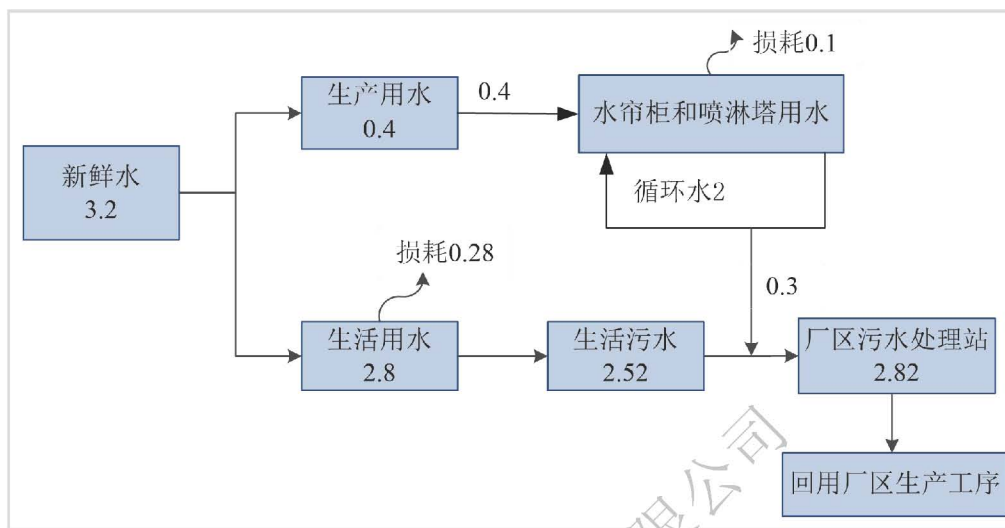 损耗0.1
生产用水
0.4
0.4
水帘柜和喷淋塔用水
新鲜水
3.2
循环水2
损耗0.28
0.3
生活用水
2.8
生活污水
2.52
厂区污水处理站
2.82
回用厂区生产工序
限公司